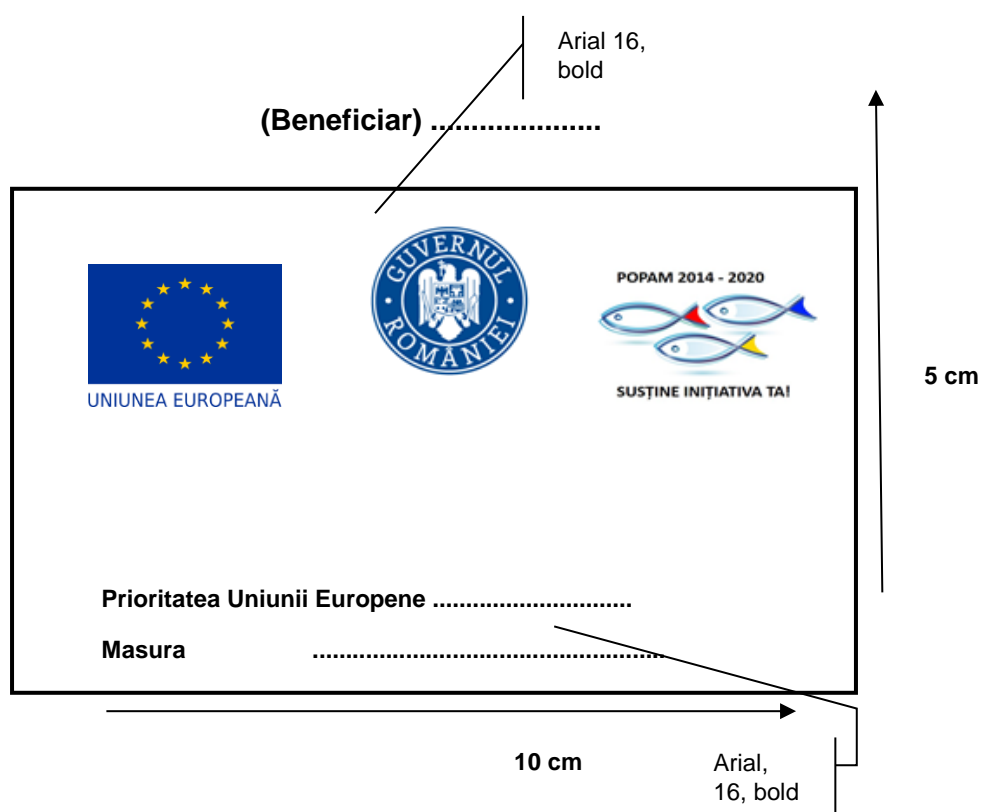 Arial 16,
bold
(Beneficiar) .....................
GUVERNUL ROMÂNIEI
POPAM 2014 - 2020
UNIUNEA EUROPEANĂ
SUSȚINE INIȚIATIVA TA!
5 cm
Prioritatea Uniunii Europene ..............................
Masura .....................................................
10 cm
Arial,
16, bold